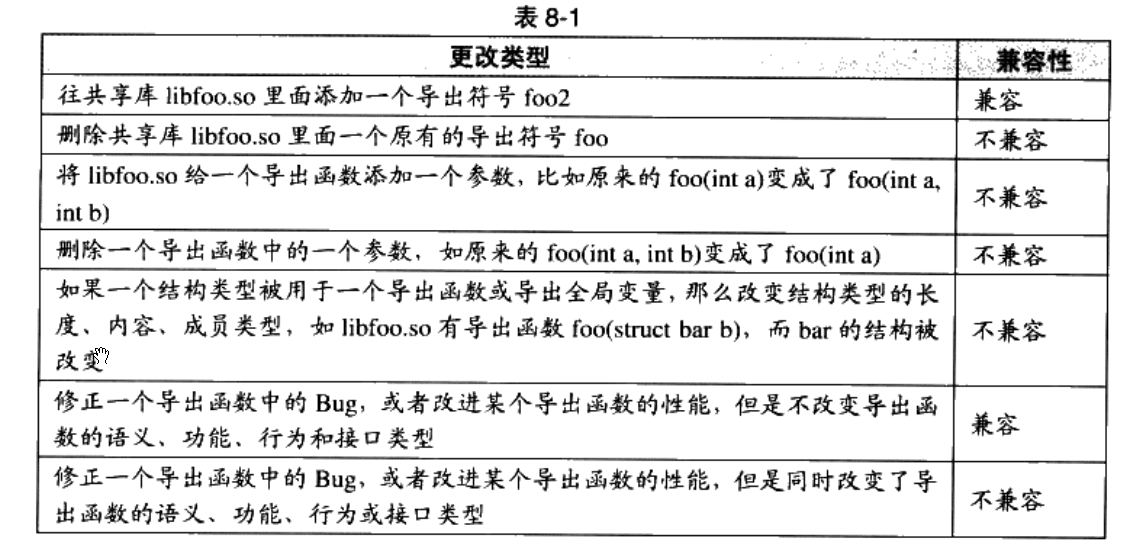 表 8-1
更改类型
兼容性
往共享库 libfoo.so 里面添加一个导出符号 foo2
兼容
删除共享库 libfoo.so 里面一个原有的导出符号 foo
不兼容
将 libfoo.so 给一个导出函数添加一个参数，比如原来的 foo(int a)变成了 foo(int a,
int b)
不兼容
删除一个导出函数中的一个参数，如原来的 foo(int a, int b)变成了 foo(int a)
不兼容
如果一个结构类型被用于一个导出函数或导出全局变量，那么改变结构类型的长
度、内容、成员类型，如 libfoo.so 有导出函数 foo(struct bar b)，而 bar 的结构被
改变
不兼容
修正一个导出函数中的 Bug，或者改进某个导出函数的性能，但是不改变导出函
数的语义、功能、行为和接口类型
兼容
修正一个导出函数中的 Bug，或者改进某个导出函数的性能，但是同时改变了导
出函数的语义、功能、行为或接口类型
不兼容